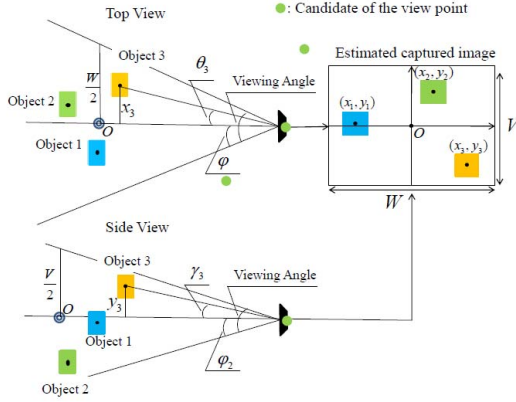 Top View
: Candidate of the view point
Object 3
θ3
Estimated captured image
W/2
Viewing Angle
(x2, y2)
Object 2
x3
(x1, y1)
O
O
V
Object 1
φ
(x3, y3)
W
Side View
Object 3
V/2
γ3
Viewing Angle
O
y3
Object 1
φ2
Object 2